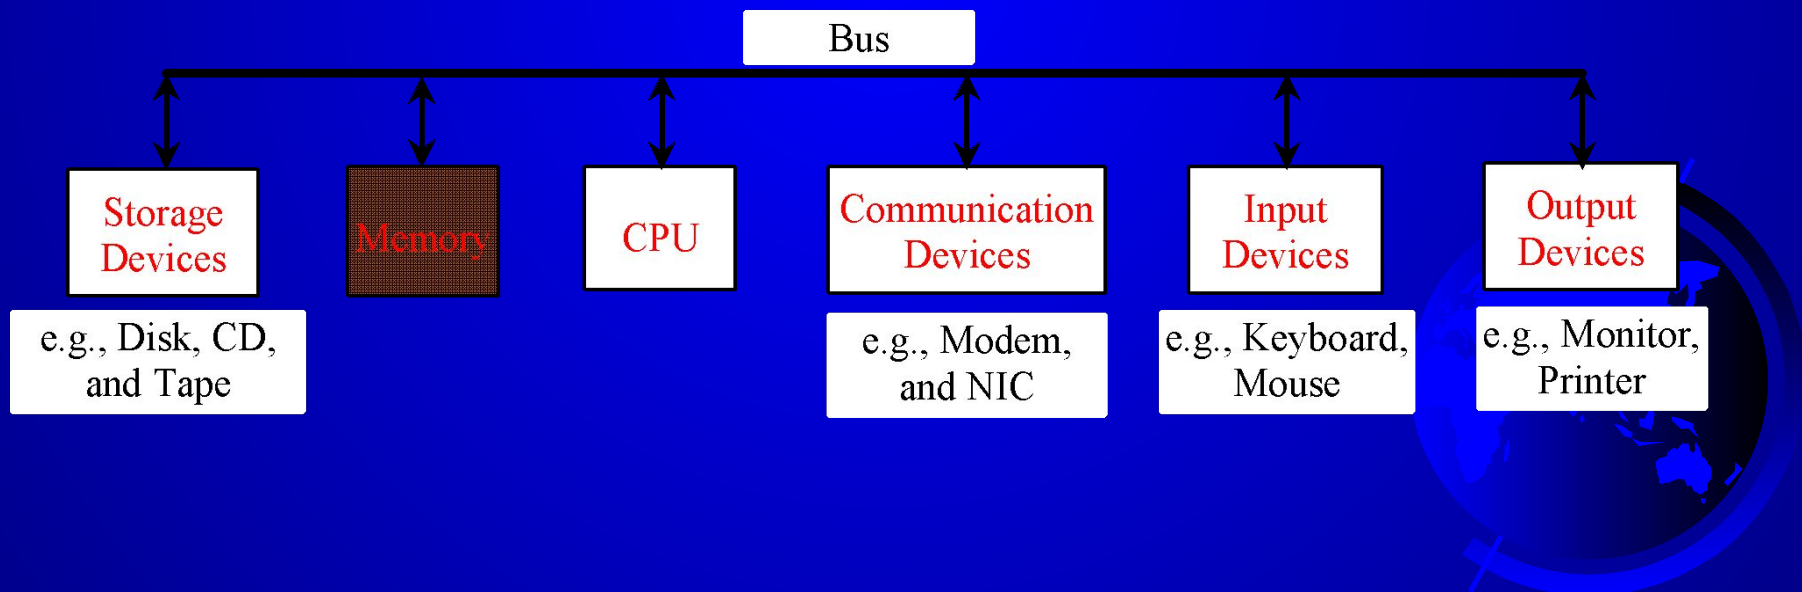 Bus
Storage
Devices
Memory
CPU
Communication
Devices
Input
Devices
Output
Devices
e.g., Disk, CD,
and Tape
e.g., Modem,
and NIC
e.g., Keyboard,
Mouse
e.g., Monitor,
Printer